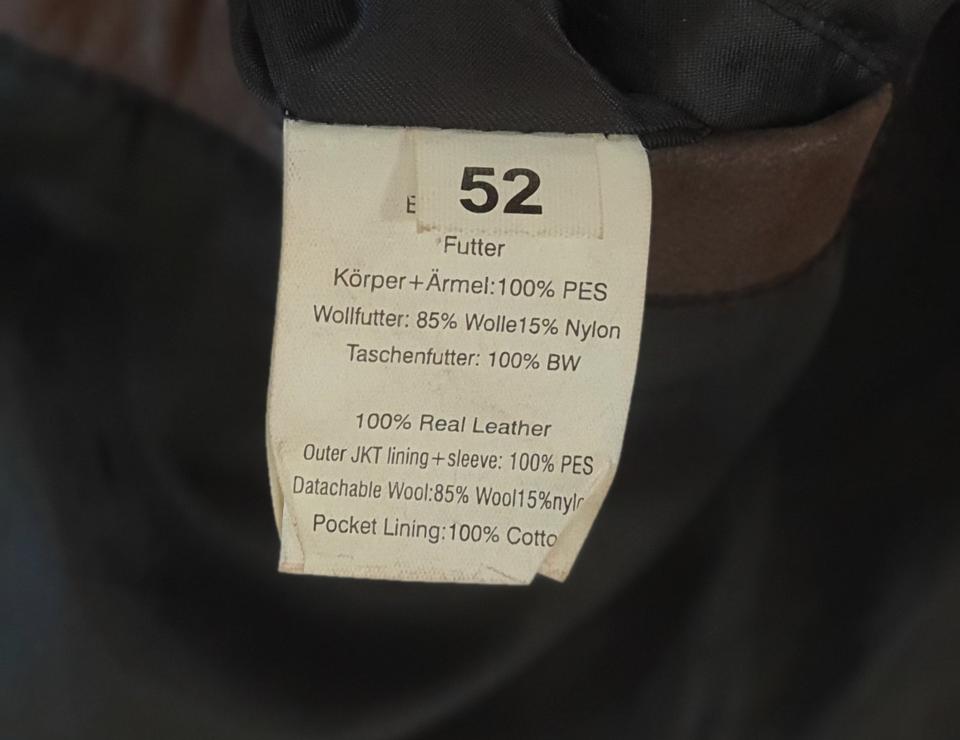 52
E
Futter
Körper+Ärmel:100% PES
Wollfutter: 85% Wolle15% Nylon
Taschenfutter: 100% BW
100% Real Leather
Outer JKT lining+sleeve: 100% PES
Datachable Wool:85% Wool15%nyl
Pocket Lining:100% Cotto